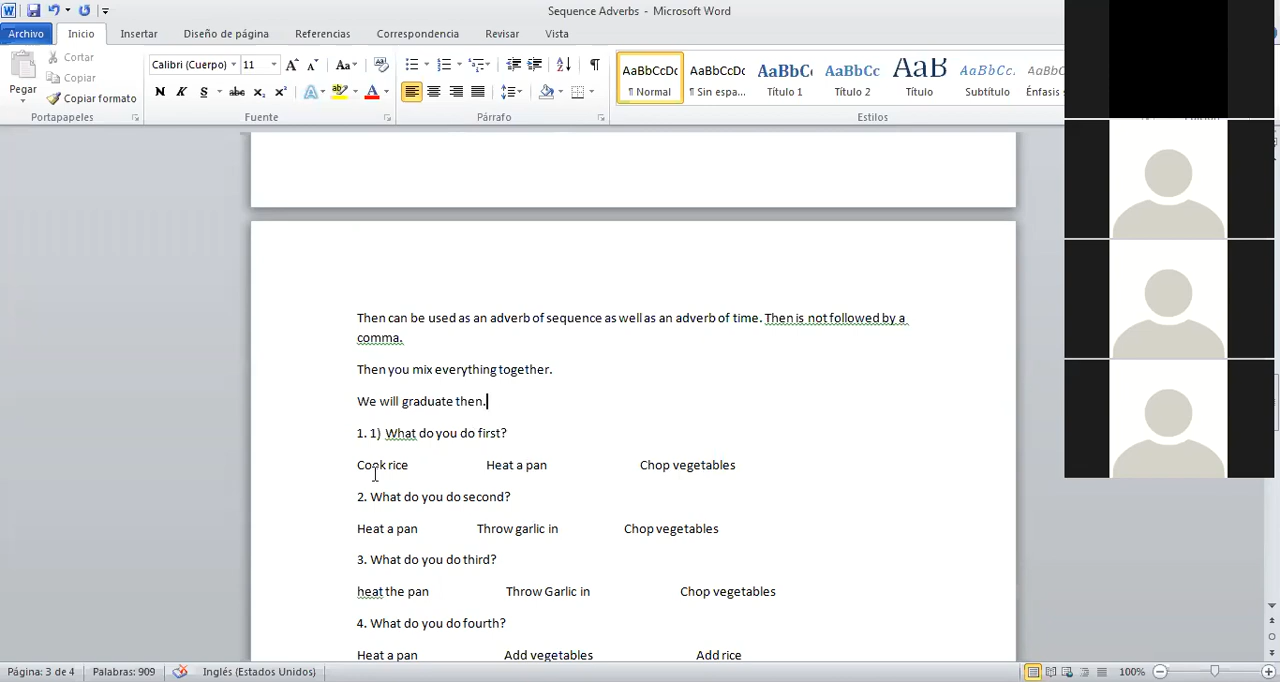 Sequence Adverbs - Microsoft Word
Archivo Inicio Insertar Diseño de página Referencias Correspondencia Revisar Vista
Cortar
Calibri (Cuerpo) 11 Aa
AaBbCcDc AaBbCcDc AaBbC AaBbCc AaB AaBbCc. AaBbCc
Copiar
Pegar
Copiar formato
N K S abc x₂ x² A ab A
¶ Normal ¶ Sin espa... Título 1 Título 2 Título Subtítulo Énfasis
Portapapeles Fuente Párrafo Estilos
Then can be used as an adverb of sequence as well as an adverb of time. Then is not followed by a
comma.
Then you mix everything together.
We will graduate then.
1. 1) What do you do first?
Cook rice Heat a pan Chop vegetables
2. What do you do second?
Heat a pan Throw garlic in Chop vegetables
3. What do you do third?
heat the pan Throw Garlic in Chop vegetables
4. What do you do fourth?
Heat a pan Add vegetables Add rice
Página: 3 de 4 Palabras: 909 Inglés (Estados Unidos) 100%